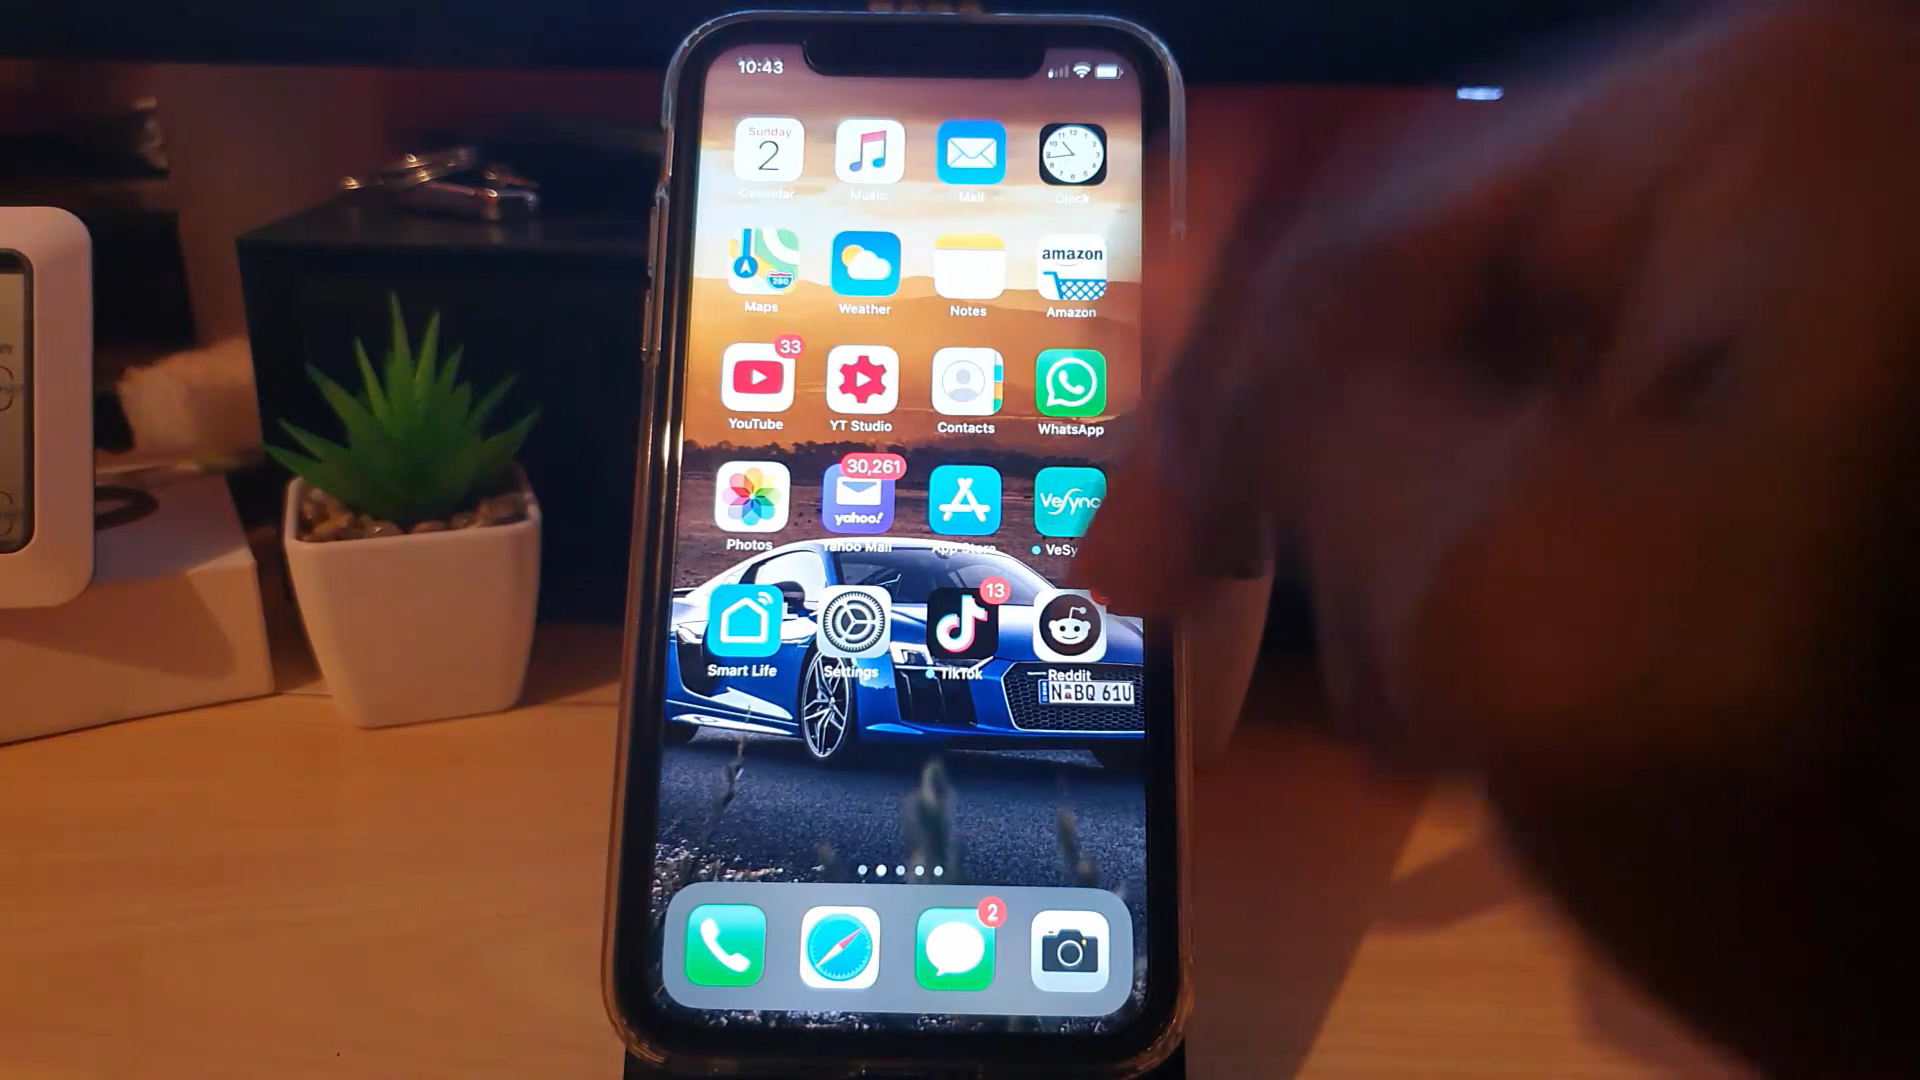 10:43
Sunday
2
Calendar Music Mail Clock
280
amazon
Maps Weather Notes Amazon
33
YouTube YT Studio Contacts WhatsApp
30,261
yahoo!
VeSync
Photos Yahoo Mail App Store VeSy
13
Smart Life Settings TikTok Reddit
BQ 61U
2